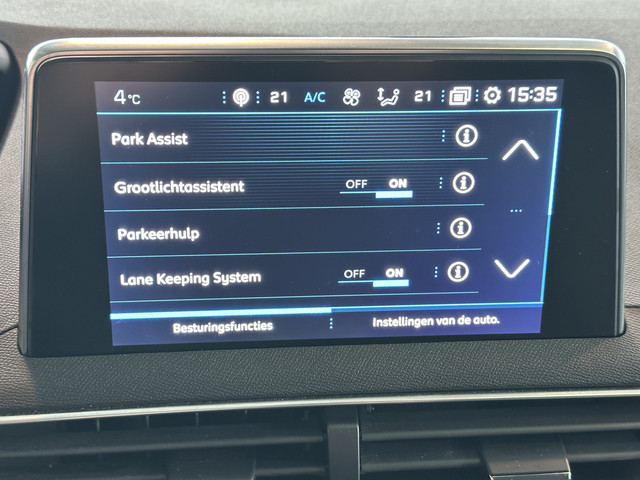 4°C 21 A/C 21 15:35
Park Assist
Grootlichtassistent OFF ON
Parkeerhulp
Lane Keeping System OFF ON
Besturingsfuncties Instellingen van de auto.